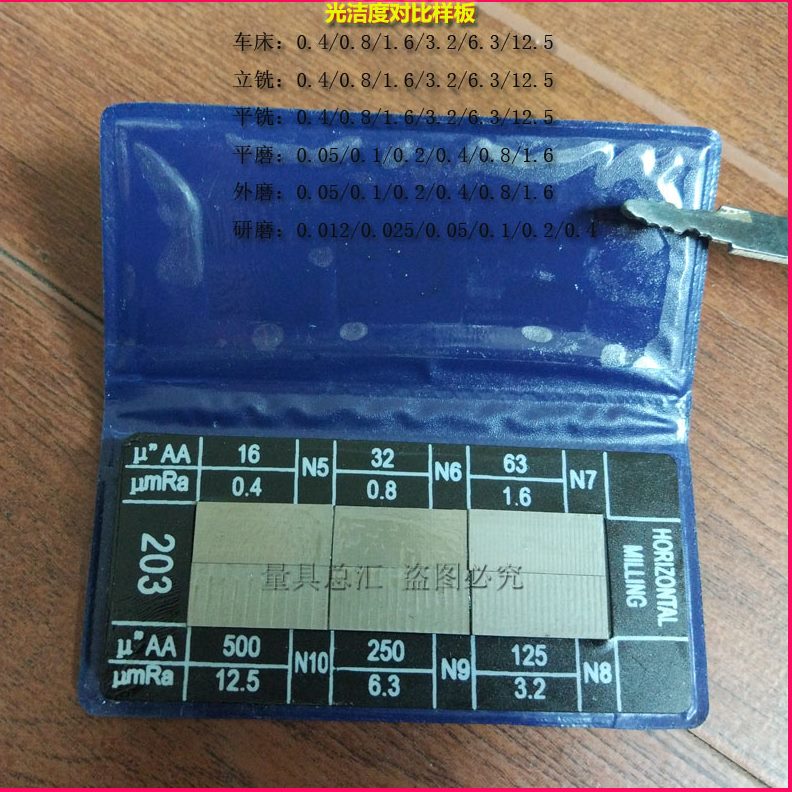 光洁度对比样板
车床：0.4/0.8/1.6/3.2/6.3/12.5
立铣：0.4/0.8/1.6/3.2/6.3/12.5
平铣：0.4/0.8/1.6/3.2/6.3/12.5
平磨：0.05/0.1/0.2/0.4/0.8/1.6
外磨：0.05/0.1/0.2/0.4/0.8/1.6
研磨：0.012/0.025/0.05/0.1/0.2/0.4
μ" AA 16 N5 32 N6 63 N7
μmRa 0.4 0.8 1.6
203
HORIZONTAL
MILLING
量具总汇 盗图必究
μ" AA 500 N10 250 N9 125 N8
μmRa 12.5 6.3 3.2